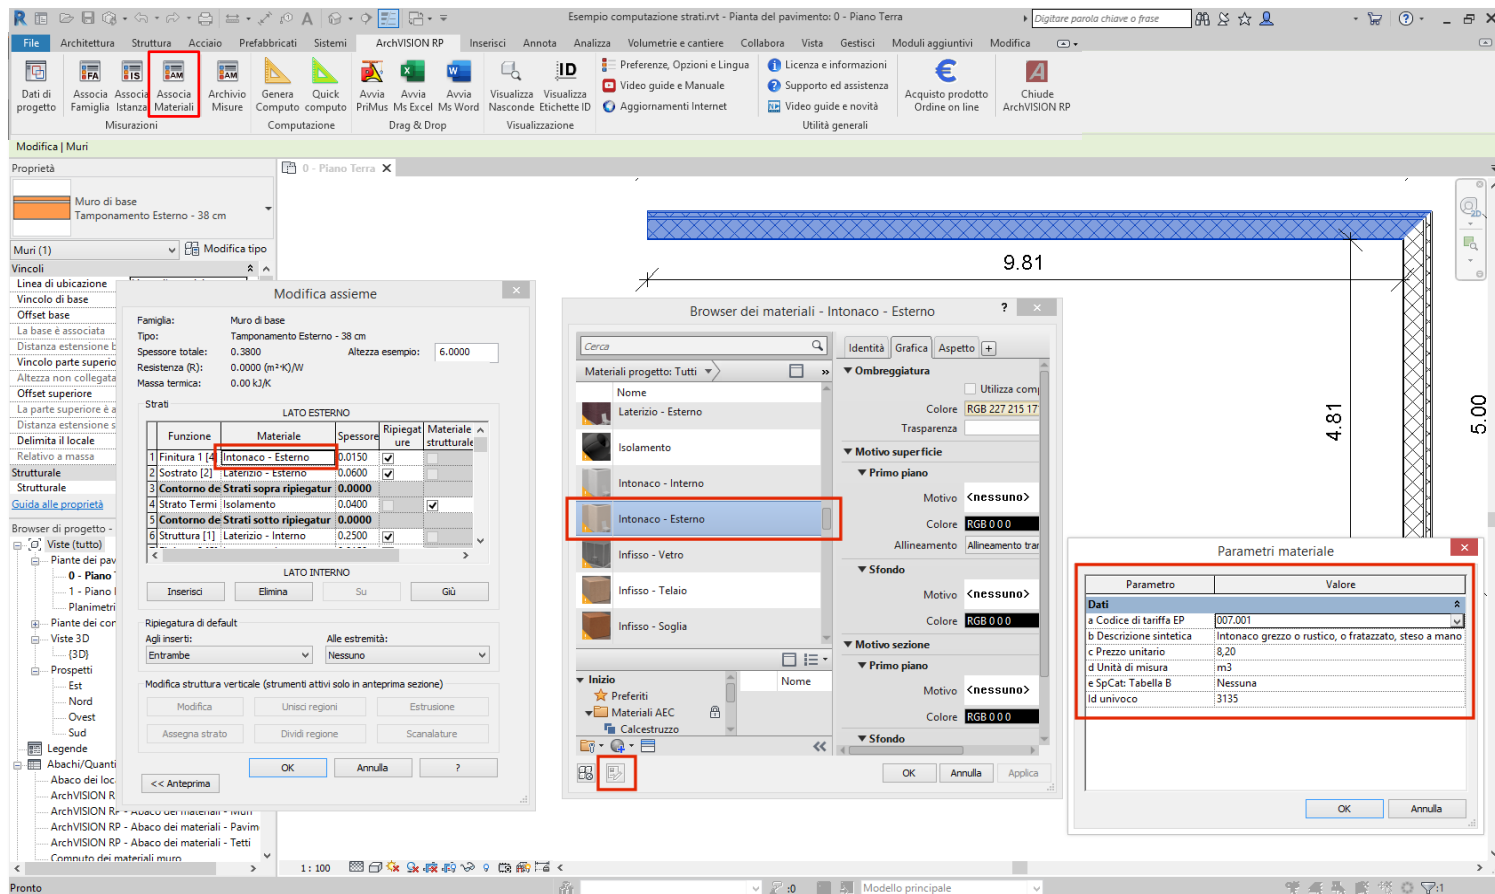 Esempio computazione strati.rvt - Pianta del pavimento: 0 - Piano Terra
Digitare parola chiave o frase
File Architettura Struttura Acciaio Prefabbricati Sistemi ArchVISION RP Inserisci Annota Analizza Volumetrie e cantiere Collabora Vista Gestisci Moduli aggiuntivi Modifica
Dati di progetto
Associa Famiglia
Associa Istanza
Associa Materiali
Archivio Misure
Genera Computo
Quick computo
Avvia PriMus
Avvia Ms Excel
Avvia Ms Word
Visualizza Nasconde
Visualizza Etichette ID
Preferenze, Opzioni e Lingua
Video guide e Manuale
Aggiornamenti Internet
Licenza e informazioni
Supporto ed assistenza
Video guide e novità
Acquisto prodotto Ordine on line
Chiude ArchVISION RP
Misurazioni Computazione Drag & Drop Visualizzazione Utilità generali
Modifica | Muri
Proprietà
0 - Piano Terra
Muro di base
Tamponamento Esterno - 38 cm
Muri (1)
Modifica tipo
Vincoli
Linea di ubicazione
Vincolo di base
Offset base
La base è associata
Distanza estensione b
Vincolo parte superio
Altezza non collegata
Offset superiore
La parte superiore è a
Distanza estensione s
Delimita il locale
Relativo a massa
Strutturale
Strutturale
Guida alle proprietà
Browser di progetto -
Viste (tutto)
Piante dei pav
0 - Piano
1 - Piano
Planimetri
Piante dei con
Viste 3D
{3D}
Prospetti
Est
Nord
Ovest
Sud
Legende
Abachi/Quanti
Abaco dei loc
ArchVISION R
ArchVISION RP - Abaco dei materiali - Muri
ArchVISION RP - Abaco dei materiali - Pavim
ArchVISION RP - Abaco dei materiali - Tetti
Computo dei materiali muro
9.81
4.81
5.00
Modifica assieme
Famiglia: Muro di base
Tipo: Tamponamento Esterno - 38 cm
Spessore totale: 0.3800 Altezza esempio: 6.0000
Resistenza (R): 0.0000 (m²·K)/W
Massa termica: 0.00 kJ/K
Strati
LATO ESTERNO
Funzione Materiale Spessore Ripiegat ure Materiale strutturale
1 Finitura 1 [4 Intonaco - Esterno 0.0150
2 Sostrato [2] Laterizio - Esterno 0.0600
3 Contorno de Strati sopra ripiegatur 0.0000
4 Strato Termi Isolamento 0.0400
5 Contorno de Strati sotto ripiegatur 0.0000
6 Struttura [1] Laterizio - Interno 0.2500
LATO INTERNO
Inserisci Elimina Su Giù
Ripiegatura di default
Agli inserti: Alle estremità:
Entrambe Nessuno
Modifica struttura verticale (strumenti attivi solo in anteprima sezione)
Modifica Unisci regioni Estrusione
Assegna strato Dividi regione Scanalature
OK Annulla ?
<< Anteprima
Browser dei materiali - Intonaco - Esterno
?
Cerca
Materiali progetto: Tutti
»
Nome
Laterizio - Esterno
Isolamento
Intonaco - Interno
Intonaco - Esterno
Infisso - Vetro
Infisso - Telaio
Infisso - Soglia
Inizio
Preferiti
Materiali AEC
Calcestruzzo
Nome
Identità Grafica Aspetto
Ombreggiatura
Utilizza com
Colore RGB 227 215 17
Trasparenza
Motivo superficie
Primo piano
Motivo <nessuno>
Colore RGB 0 0 0
Allineamento Allineamento trar
Sfondo
Motivo <nessuno>
Colore RGB 0 0 0
Motivo sezione
Primo piano
Motivo <nessuno>
Colore RGB 0 0 0
Sfondo
OK Annulla Applica
Parametri materiale
Parametro Valore
Dati
a Codice di tariffa EP 007.001
b Descrizione sintetica Intonaco grezzo o rustico, o fratazzato, steso a mano
c Prezzo unitario 8,20
d Unità di misura m3
e SpCat: Tabella B Nessuna
Id univoco 3135
OK Annulla
1 : 100
Pronto
:0
Modello principale
:1